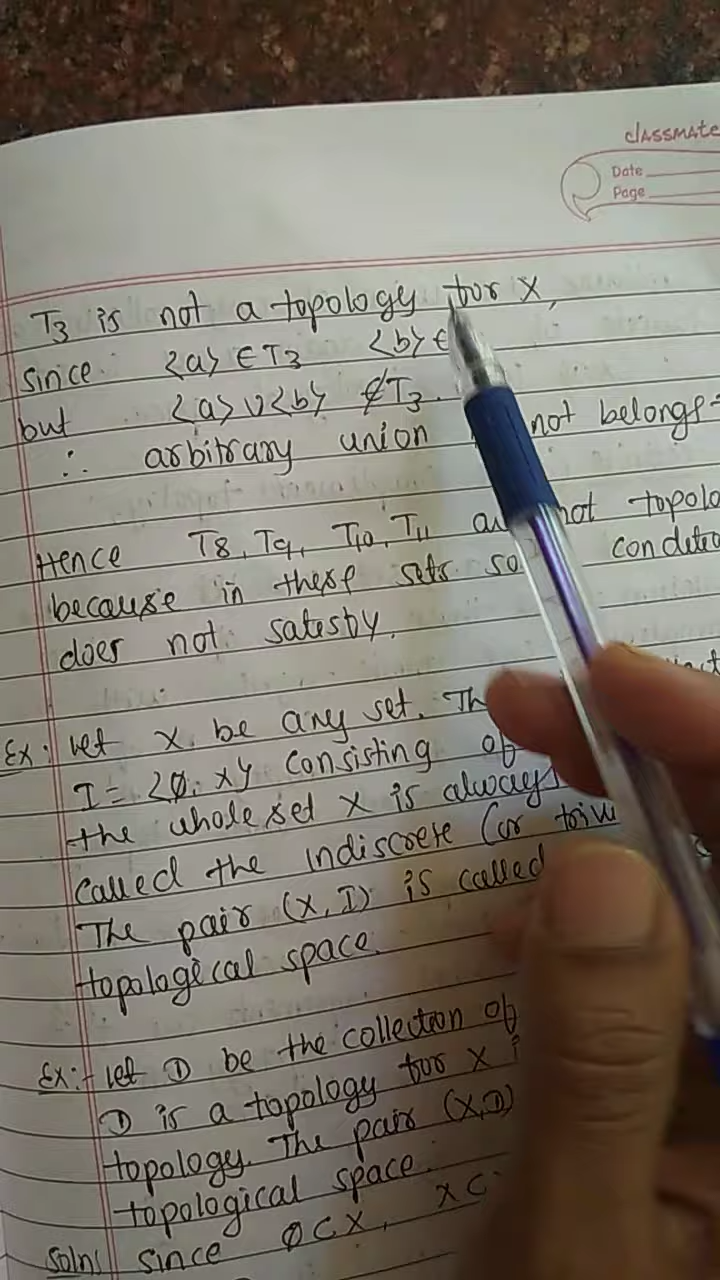 classmate
Date
Page
T3 is not a topology for X,
since {a} ∈ T3 {b} ∈
but {a} ∪ {b} ∉ T3.
∴ arbitrary union not belongs
Hence T8, T9, T10, T11 not topolo
because in these sets so conditio
does not satesby.
Ex: Let X be any set. Th
I = {∅, X} consisting of
the whole set X is always
called the indiscrete (or trivi
The pair (X, I) is called
topological space.
Ex:- Let D be the collection of
D is a topology for X i
topology. The pair (X, D)
topological space.
Soln: since ∅ ⊂ X, X ⊂